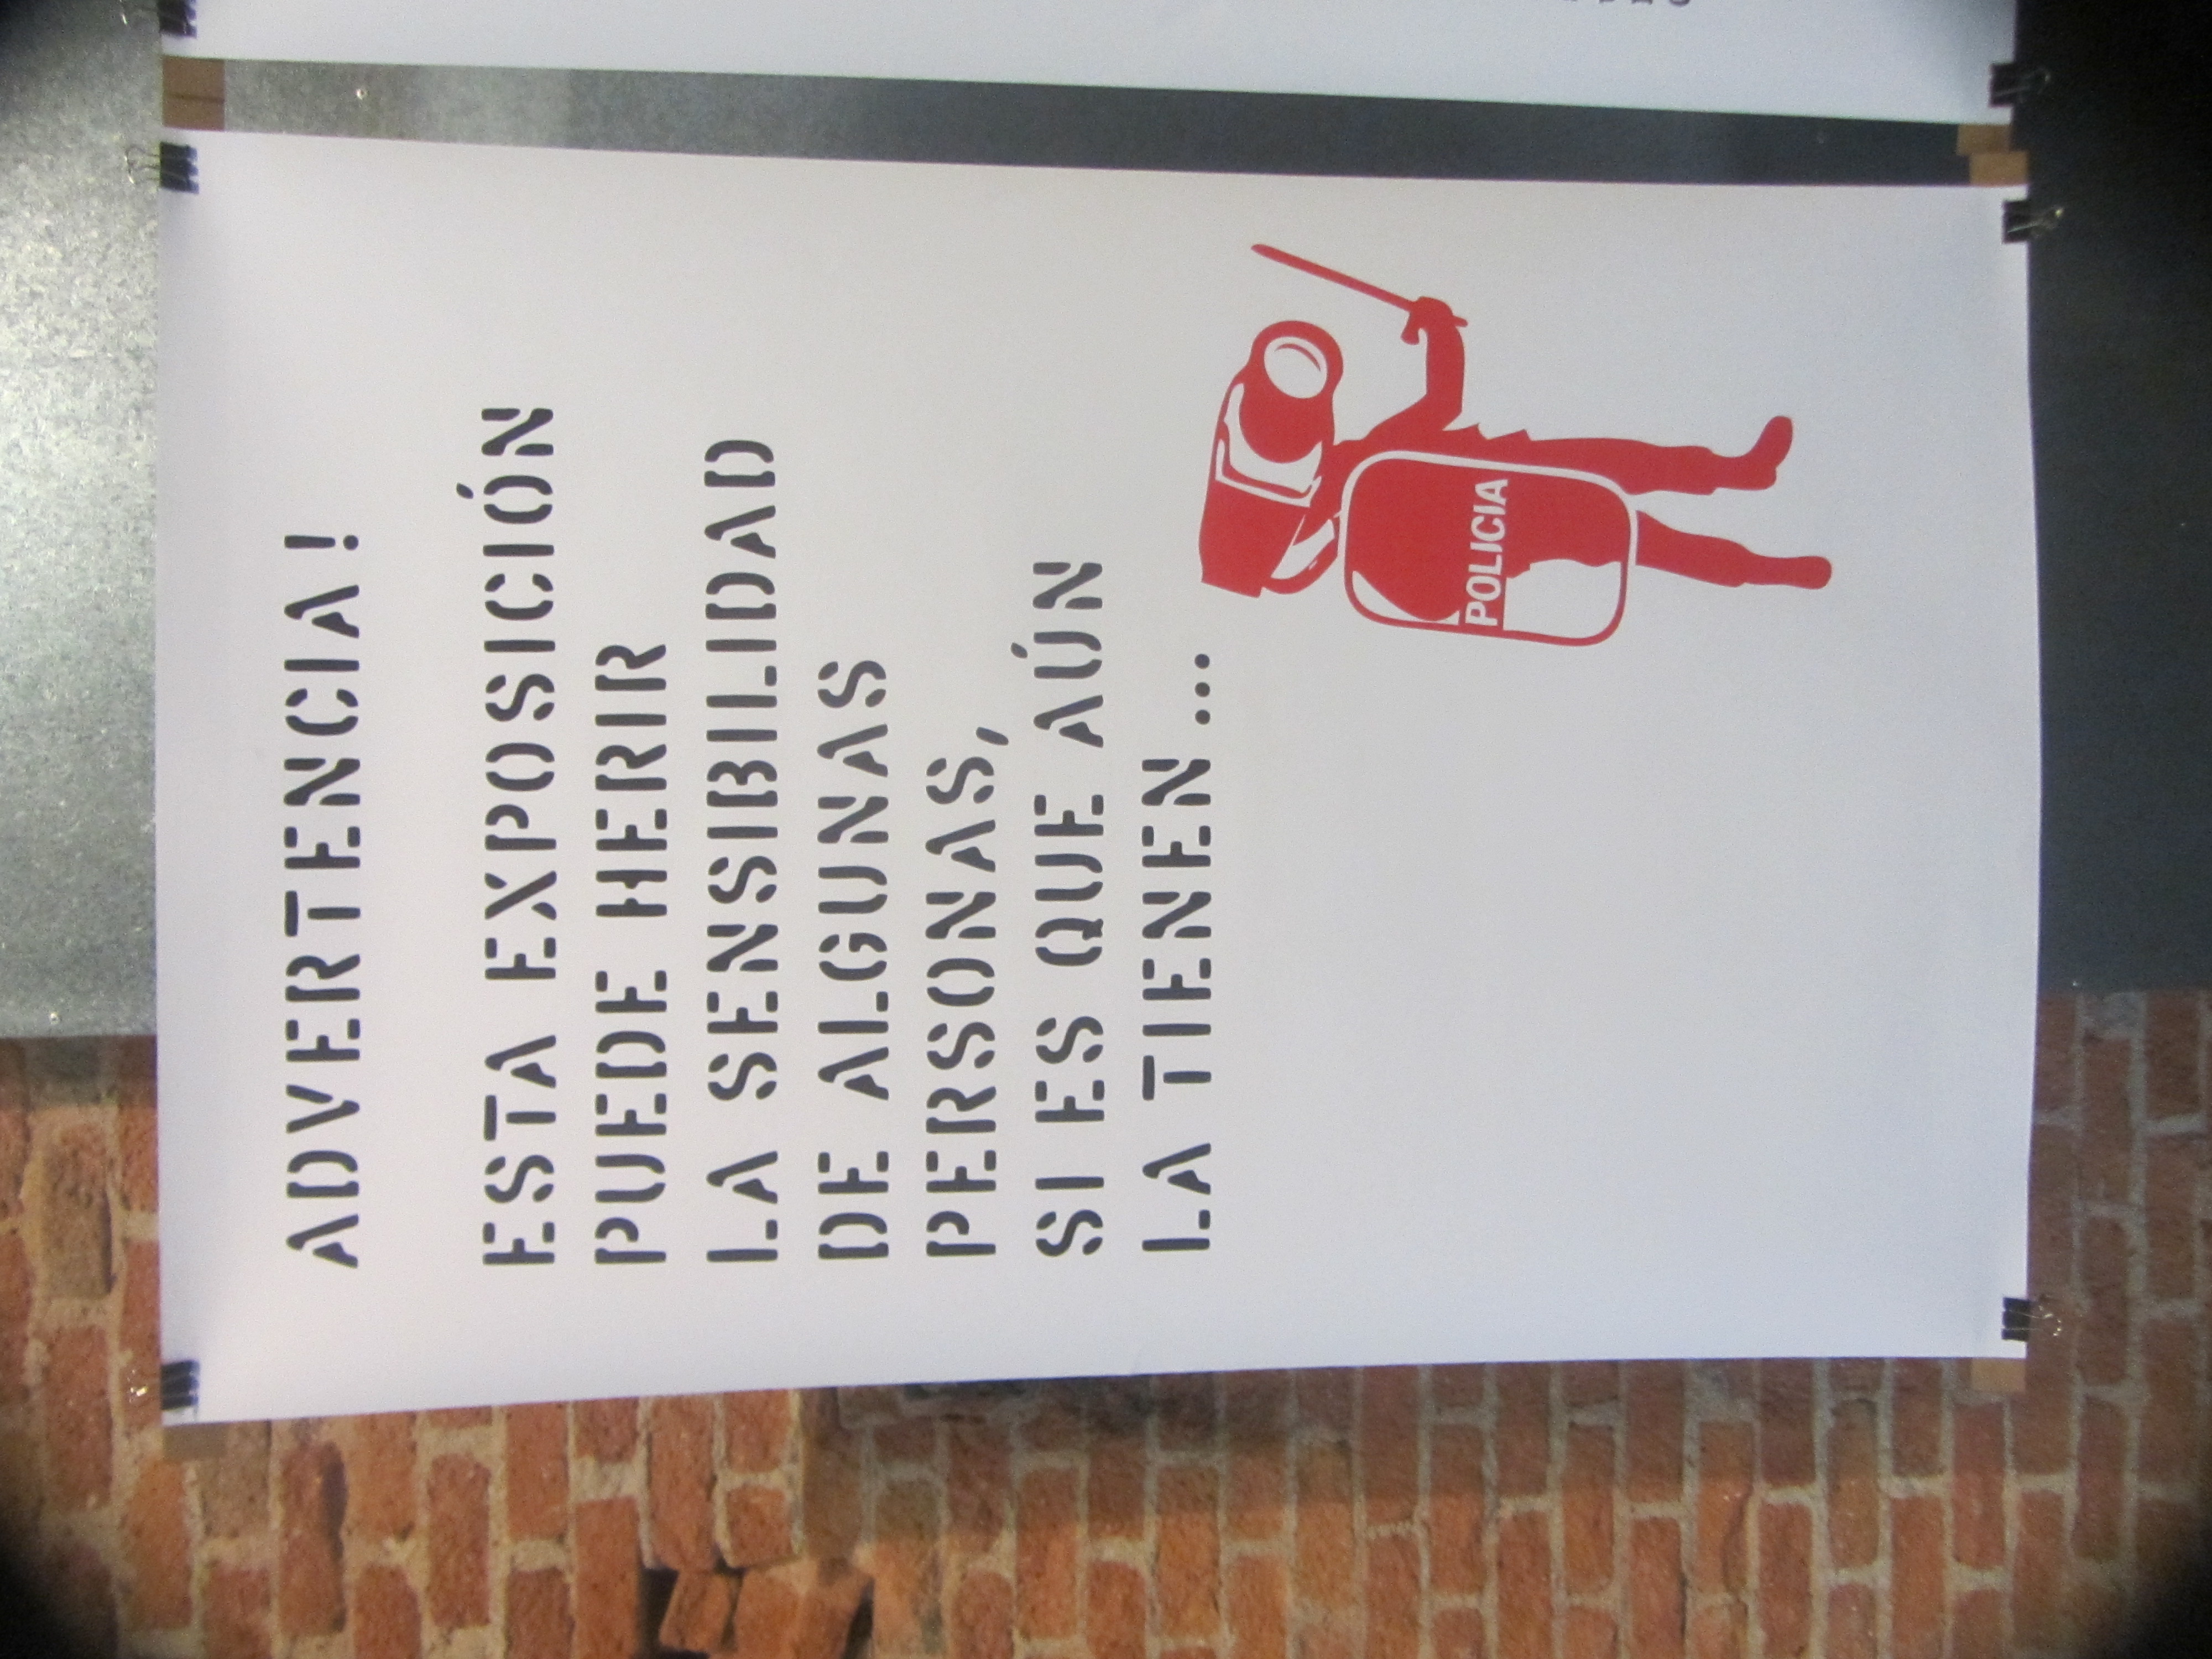 ADVERTENCIA!
ESTA EXPOSICIÓN
PUEDE HERIR
LA SENSIBILIDAD
DE ALGUNAS
PERSONAS,
SI ES QUE AÚN
LA TIENEN...
POLICIA